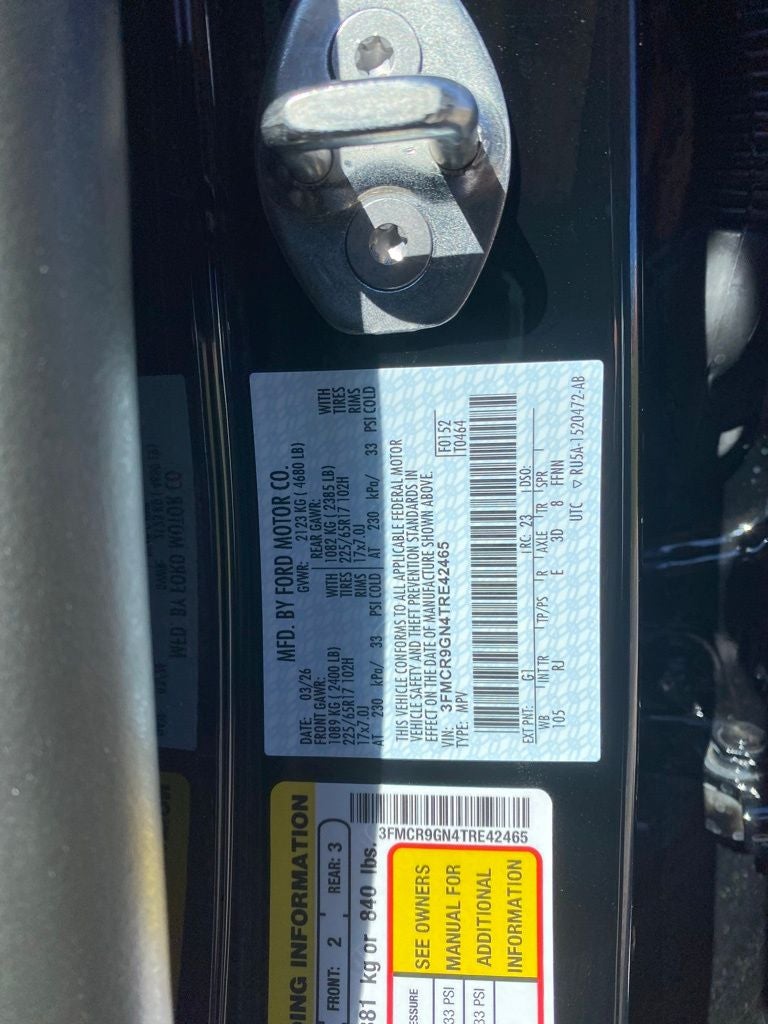 MFD. BY FORD MOTOR CO.
DATE: 03/26 GVWR: 2123 KG ( 4680 LB)
FRONT GAWR: REAR GAWR:
1089 KG ( 2400 LB) WITH 1082 KG ( 2385 LB) WITH
225/65R17 102H TIRES 225/65R17 102H TIRES
17x7.0J RIMS 17x7.0J RIMS
AT 230 kPa/ 33 PSI COLD AT 230 kPa/ 33 PSI COLD
THIS VEHICLE CONFORMS TO ALL APPLICABLE FEDERAL MOTOR
VEHICLE SAFETY AND THEFT PREVENTION STANDARDS IN
EFFECT ON THE DATE OF MANUFACTURE SHOWN ABOVE.
VIN: 3FMCR9GN4TRE42465 F0152
TYPE: MPV T0464
EXT PNT: G1 RC: 23 DSO:
WB INT TR TP/PS R AXLE TR SPR
105 RJ E 3D 8 FFNN
UTC ▽ RU5A-1520472-AB
ING INFORMATION
FRONT: 2 REAR: 3
381 kg or 840 lbs.
3FMCR9GN4TRE42465
SEE OWNERS
MANUAL FOR
ADDITIONAL
INFORMATION
33 PSI
33 PSI